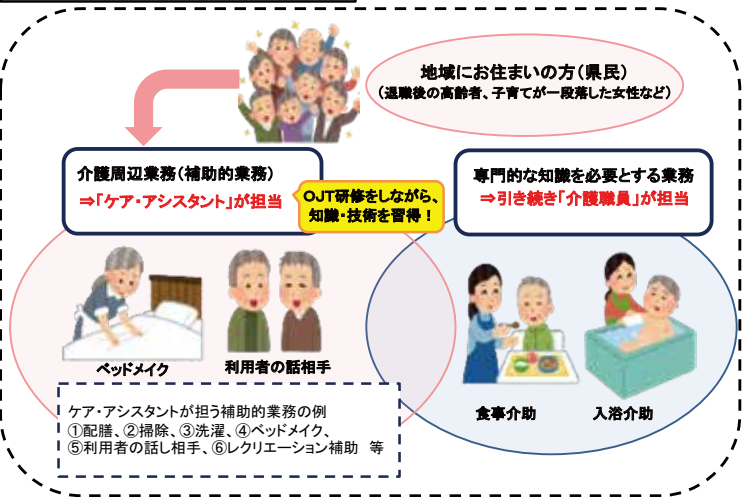 地域にお住まいの方（県民）
（退職後の高齢者、子育てが一段落した女性など）
介護周辺業務（補助的業務）
⇒「ケア・アシスタント」が担当
OJT研修をしながら、
知識・技術を習得！
専門的な知識を必要とする業務
⇒引き続き「介護職員」が担当
ベッドメイク
利用者の話相手
食事介助
入浴介助
ケア・アシスタントが担う補助的業務の例
①配膳、②掃除、③洗濯、④ベッドメイク、
⑤利用者の話し相手、⑥レクリエーション補助　等